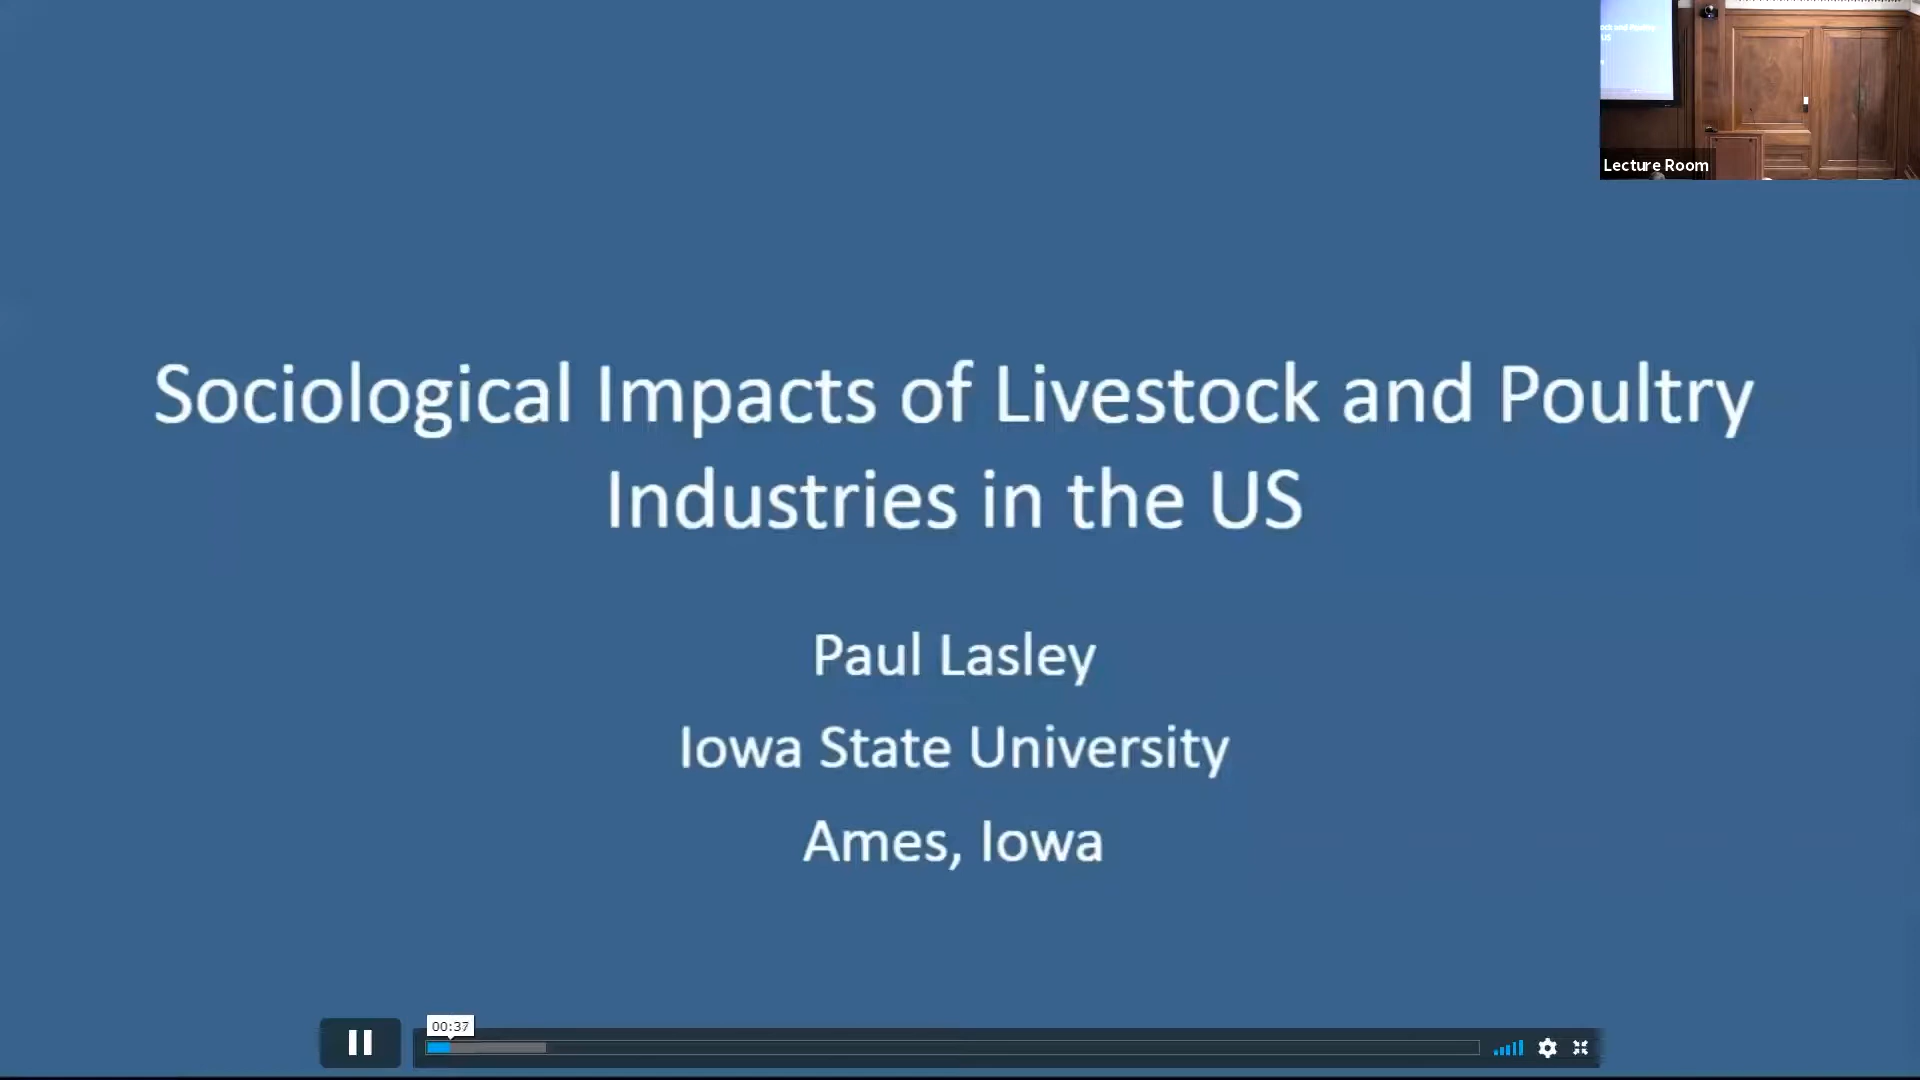 Lecture Room
Sociological Impacts of Livestock and Poultry
Industries in the US
Paul Lasley
Iowa State University
Ames, Iowa
00:37